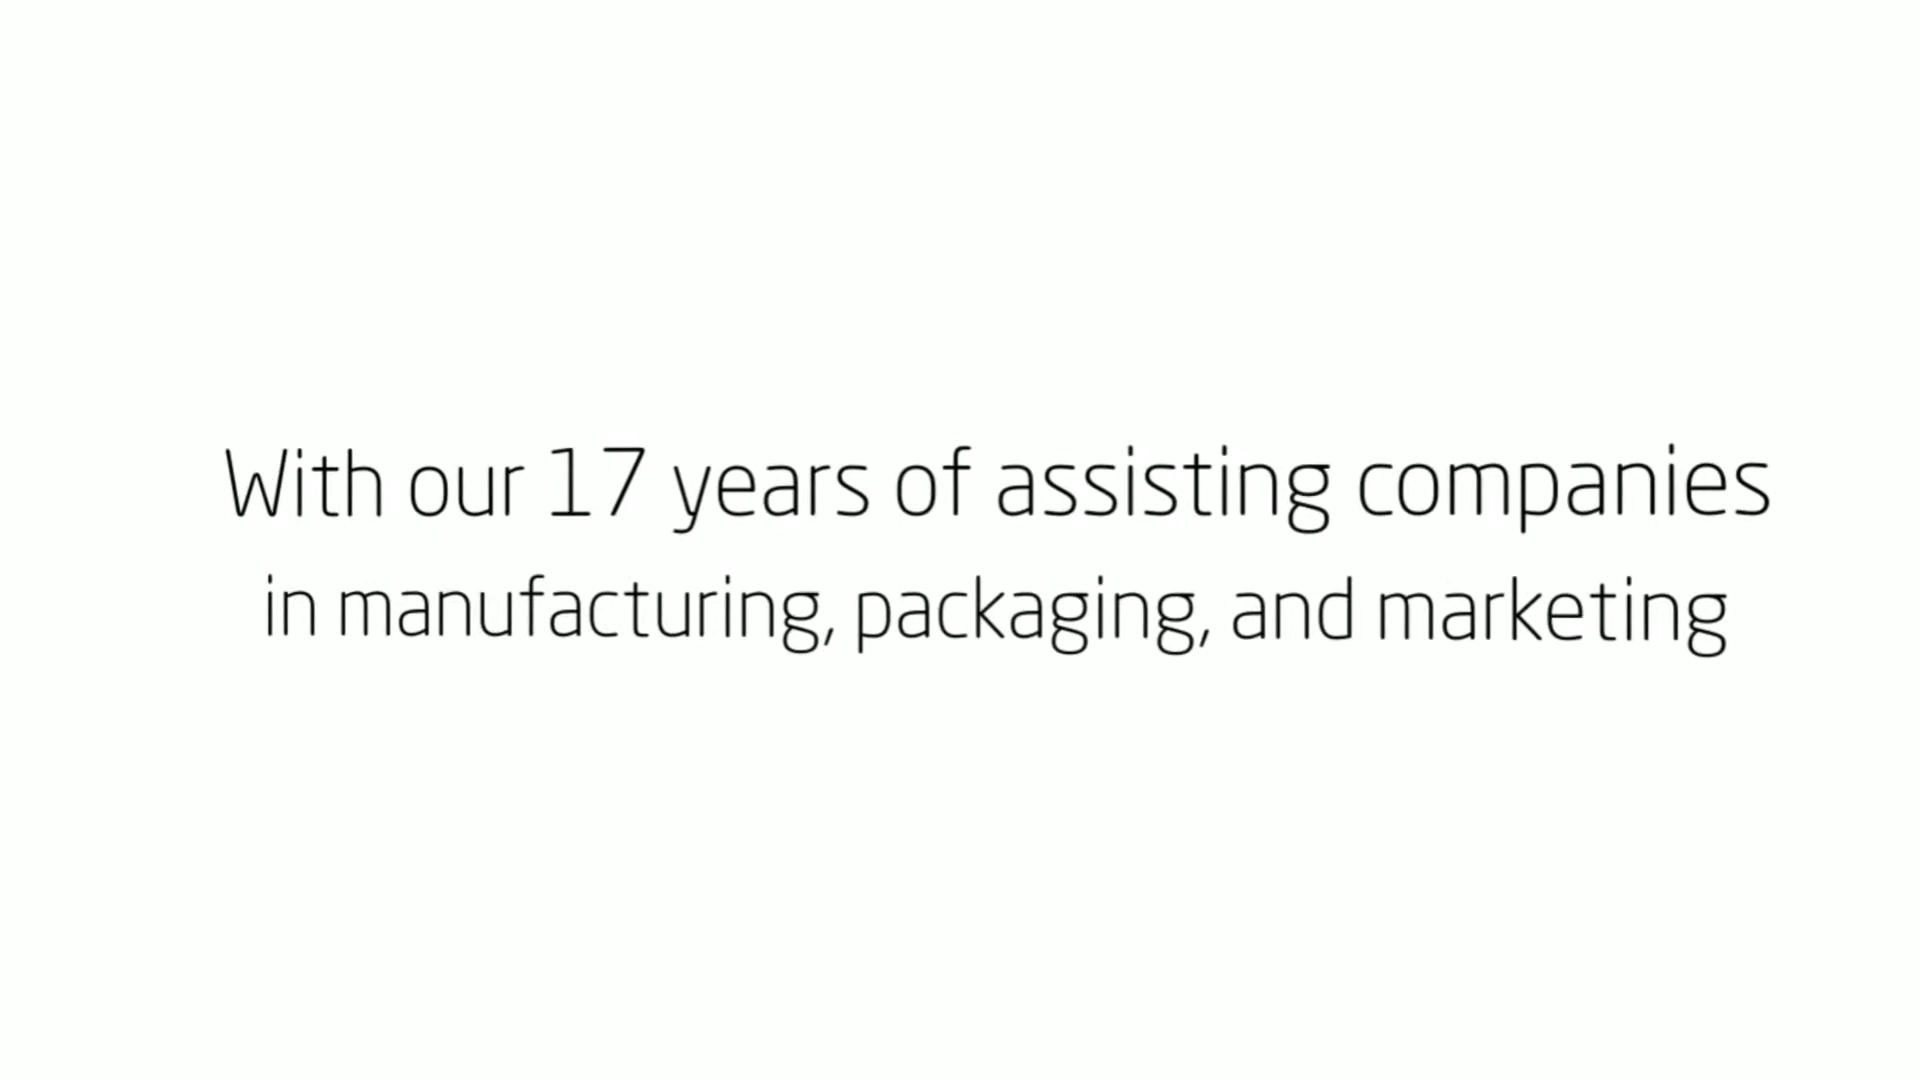 With our 17 years of assisting companies
in manufacturing, packaging, and marketing